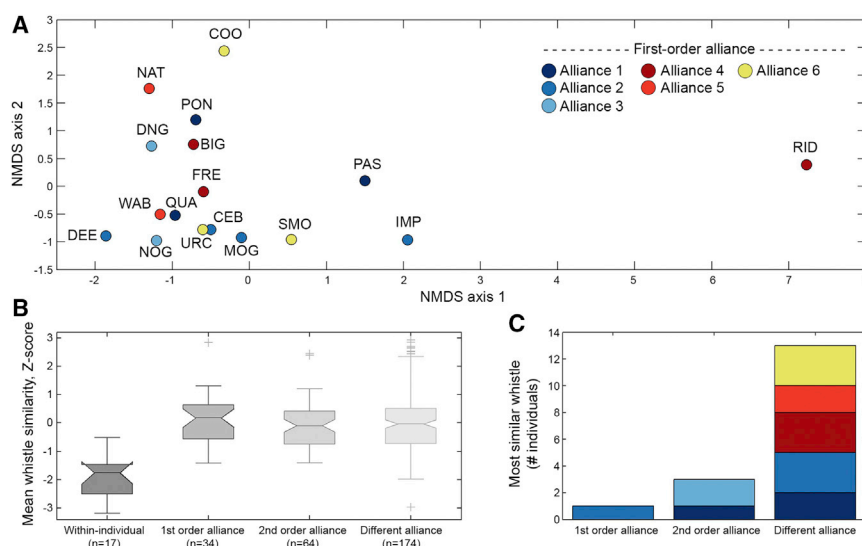 A
NMDS axis 2
3
2.5
2
1.5
1
0.5
0
-0.5
-1
-1.5
COO
NAT
PON
DNG
BIG
FRE
PAS
RID
WAB
QUA
CEB
DEE
NOG
URC
MOG
SMO
IMP
First-order alliance
Alliance 1 Alliance 4 Alliance 6
Alliance 2 Alliance 5
Alliance 3
-2 -1 0 1 2 3 4 5 6 7
NMDS axis 1
B
Mean whistle similarity, Z-score
3
2
1
0
-1
-2
-3
Within-individual 1st order alliance 2nd order alliance Different alliance
(n=17) (n=34) (n=64) (n=174)
C
Most similar whistle
(# individuals)
14
12
10
8
6
4
2
0
1st order alliance 2nd order alliance Different alliance